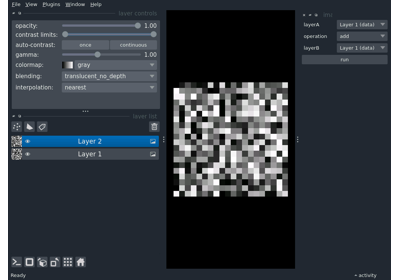 File View Plugins Window Help
layer controls
opacity: 1.00
contrast limits:
auto-contrast: once continuous
gamma: 1.00
colormap: gray
blending: translucent_no_depth
interpolation: nearest
layer list
Layer 2
Layer 1
layerA Layer 1 (data)
operation add
layerB Layer 1 (data)
run
Ready
activity